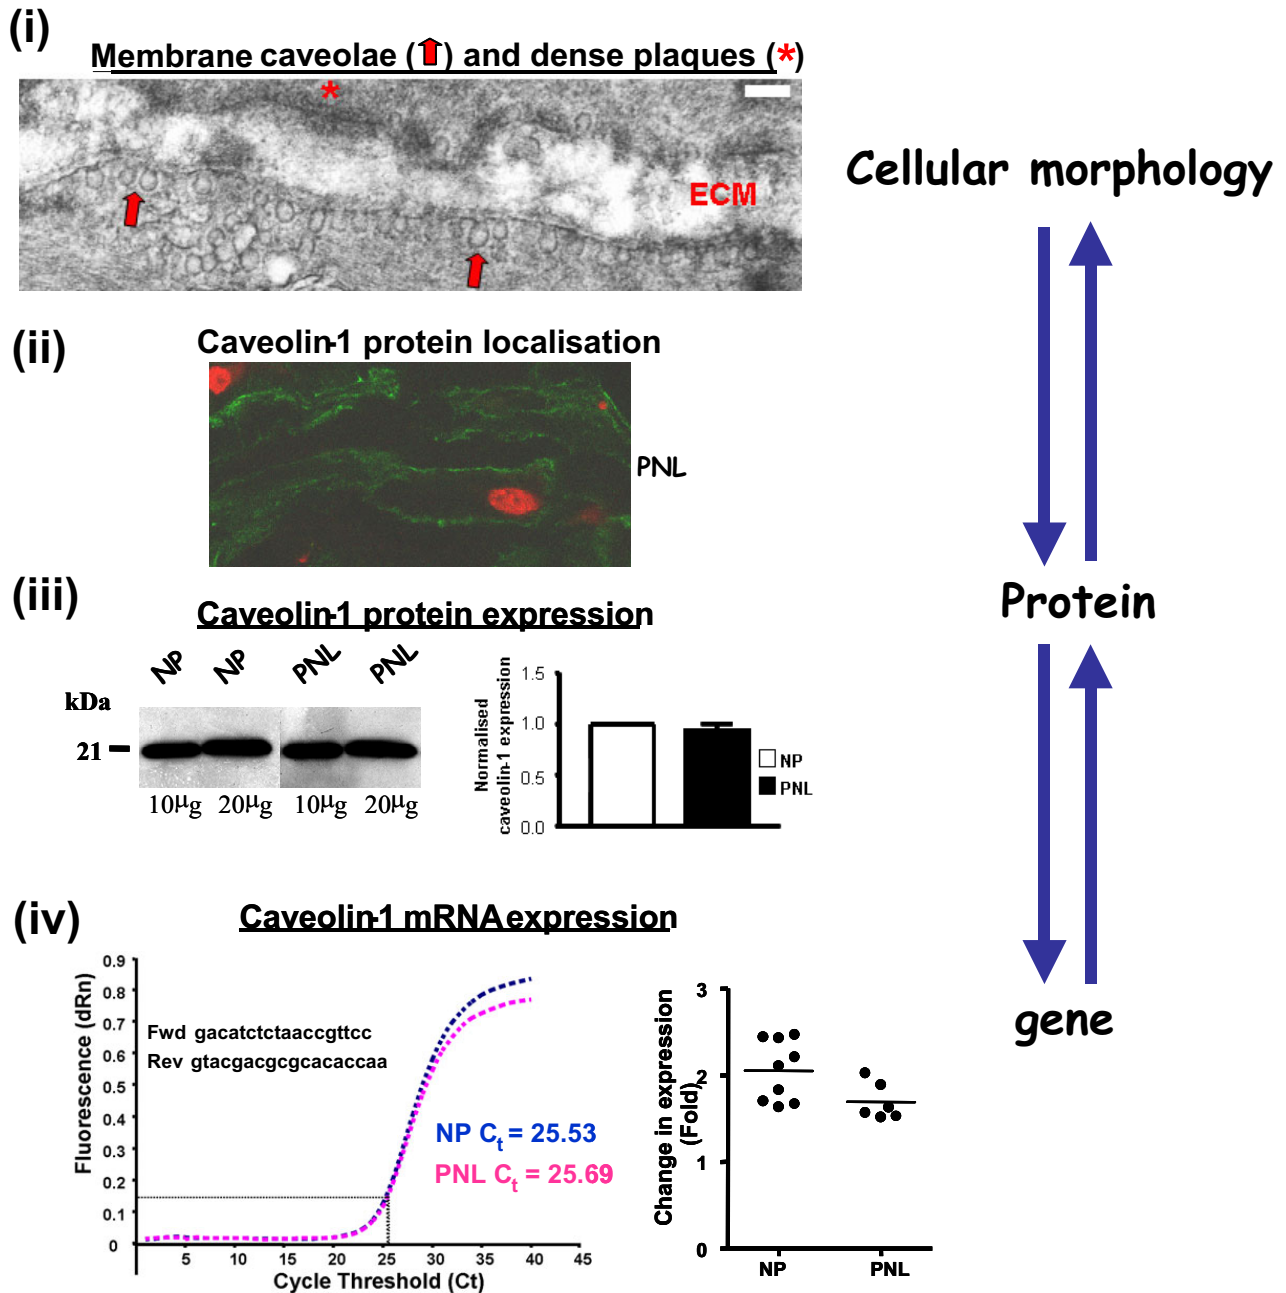 (i)
Membrane caveolae ( ) and dense plaques (*)
*
ECM
Cellular morphology
(ii)
Caveolin-1 protein localisation
PNL
(iii)
Caveolin-1 protein expression
Protein
NP NP PNL PNL
kDa
21
10µg 20µg 10µg 20µg
Normalised
caveolin-1 expression
1.5
1.0
0.5
0.0
NP
PNL
(iv)
Caveolin-1 mRNA expression
gene
Fluorescence (dRn)
0.9
0.8
0.7
0.6
0.5
0.4
0.3
0.2
0.1
0
Fwd gacatctctaaccgttcc
Rev gtacgacgcgcacaccaa
NP Ct = 25.53
PNL Ct = 25.69
5 10 15 20 25 30 35 40 45
Cycle Threshold (Ct)
Change in expression
(Fold)
3
2
1
0
NP PNL